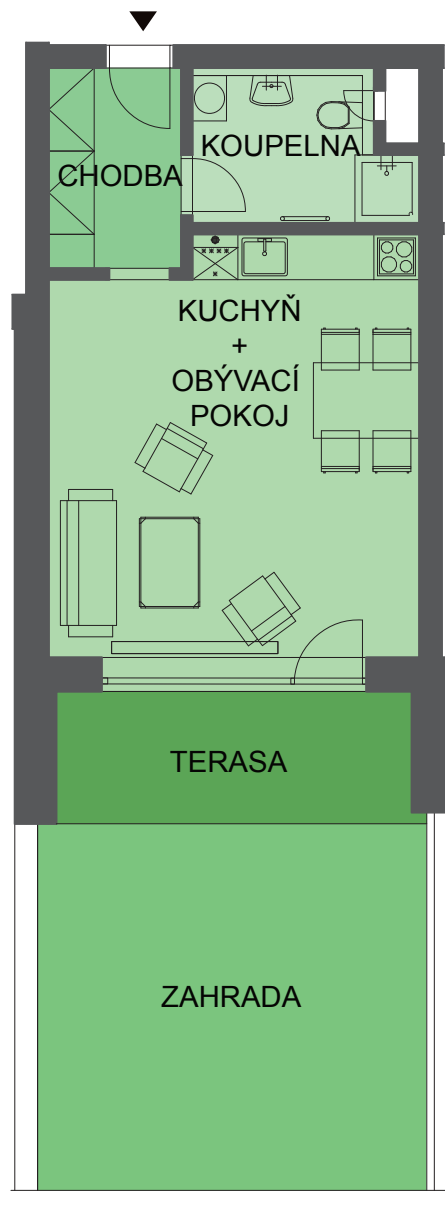 KOUPELNA
CHODBA
KUCHYŇ
+
OBÝVACÍ
POKOJ
TERASA
ZAHRADA